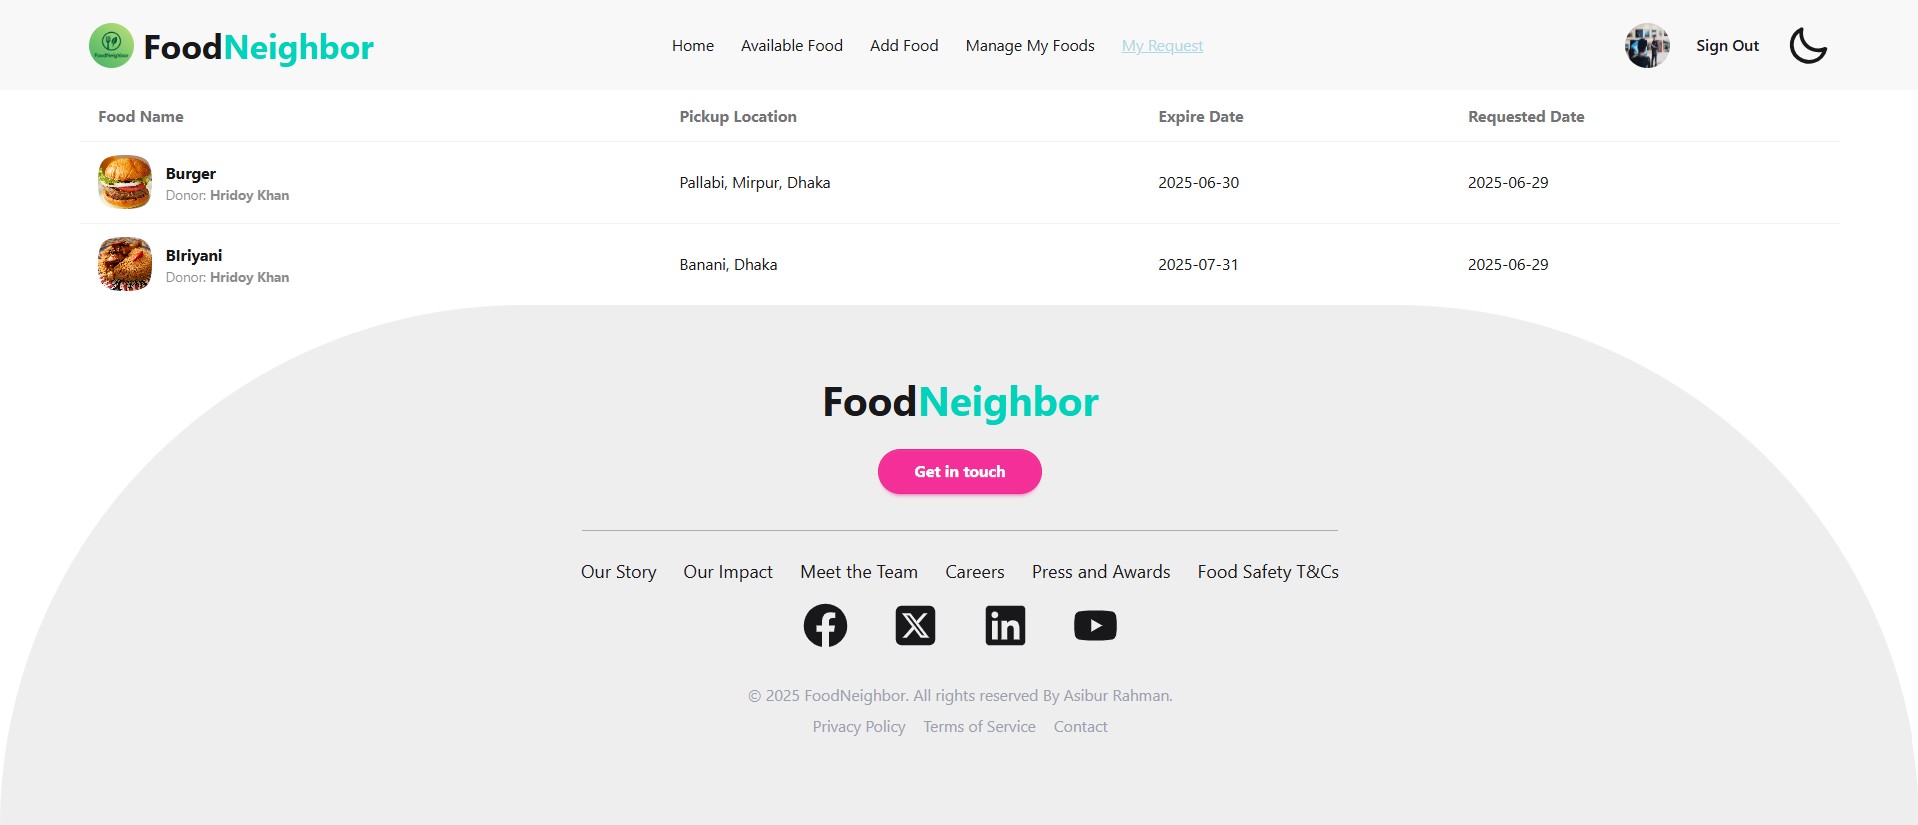 FoodNeighbor
Home Available Food Add Food Manage My Foods My Request
Sign Out
Food Name Pickup Location Expire Date Requested Date
Burger
Donor: Hridoy Khan
Pallabi, Mirpur, Dhaka 2025-06-30 2025-06-29
BIriyani
Donor: Hridoy Khan
Banani, Dhaka 2025-07-31 2025-06-29
FoodNeighbor
Get in touch
Our Story Our Impact Meet the Team Careers Press and Awards Food Safety T&Cs
© 2025 FoodNeighbor. All rights reserved By Asibur Rahman.
Privacy Policy Terms of Service Contact